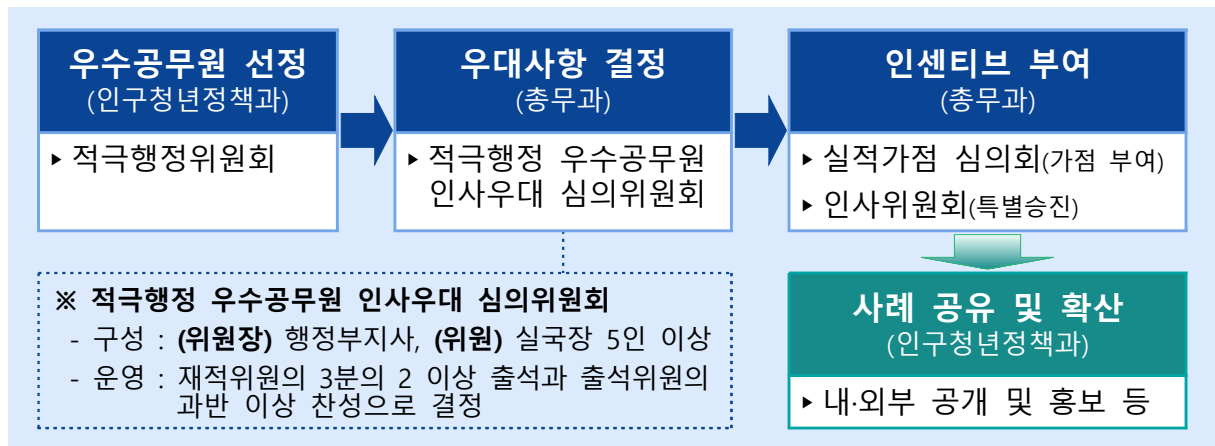 우수공무원 선정
(인구청년정책과)
▸ 적극행정위원회
우대사항 결정
(총무과)
▸ 적극행정 우수공무원
인사우대 심의위원회
인센티브 부여
(총무과)
▸ 실적가점 심의회(가점 부여)
▸ 인사위원회(특별승진)
※ 적극행정 우수공무원 인사우대 심의위원회
- 구성 : (위원장) 행정부지사, (위원) 실국장 5인 이상
- 운영 : 재적위원의 3분의 2 이상 출석과 출석위원의
과반 이상 찬성으로 결정
사례 공유 및 확산
(인구청년정책과)
▸ 내·외부 공개 및 홍보 등